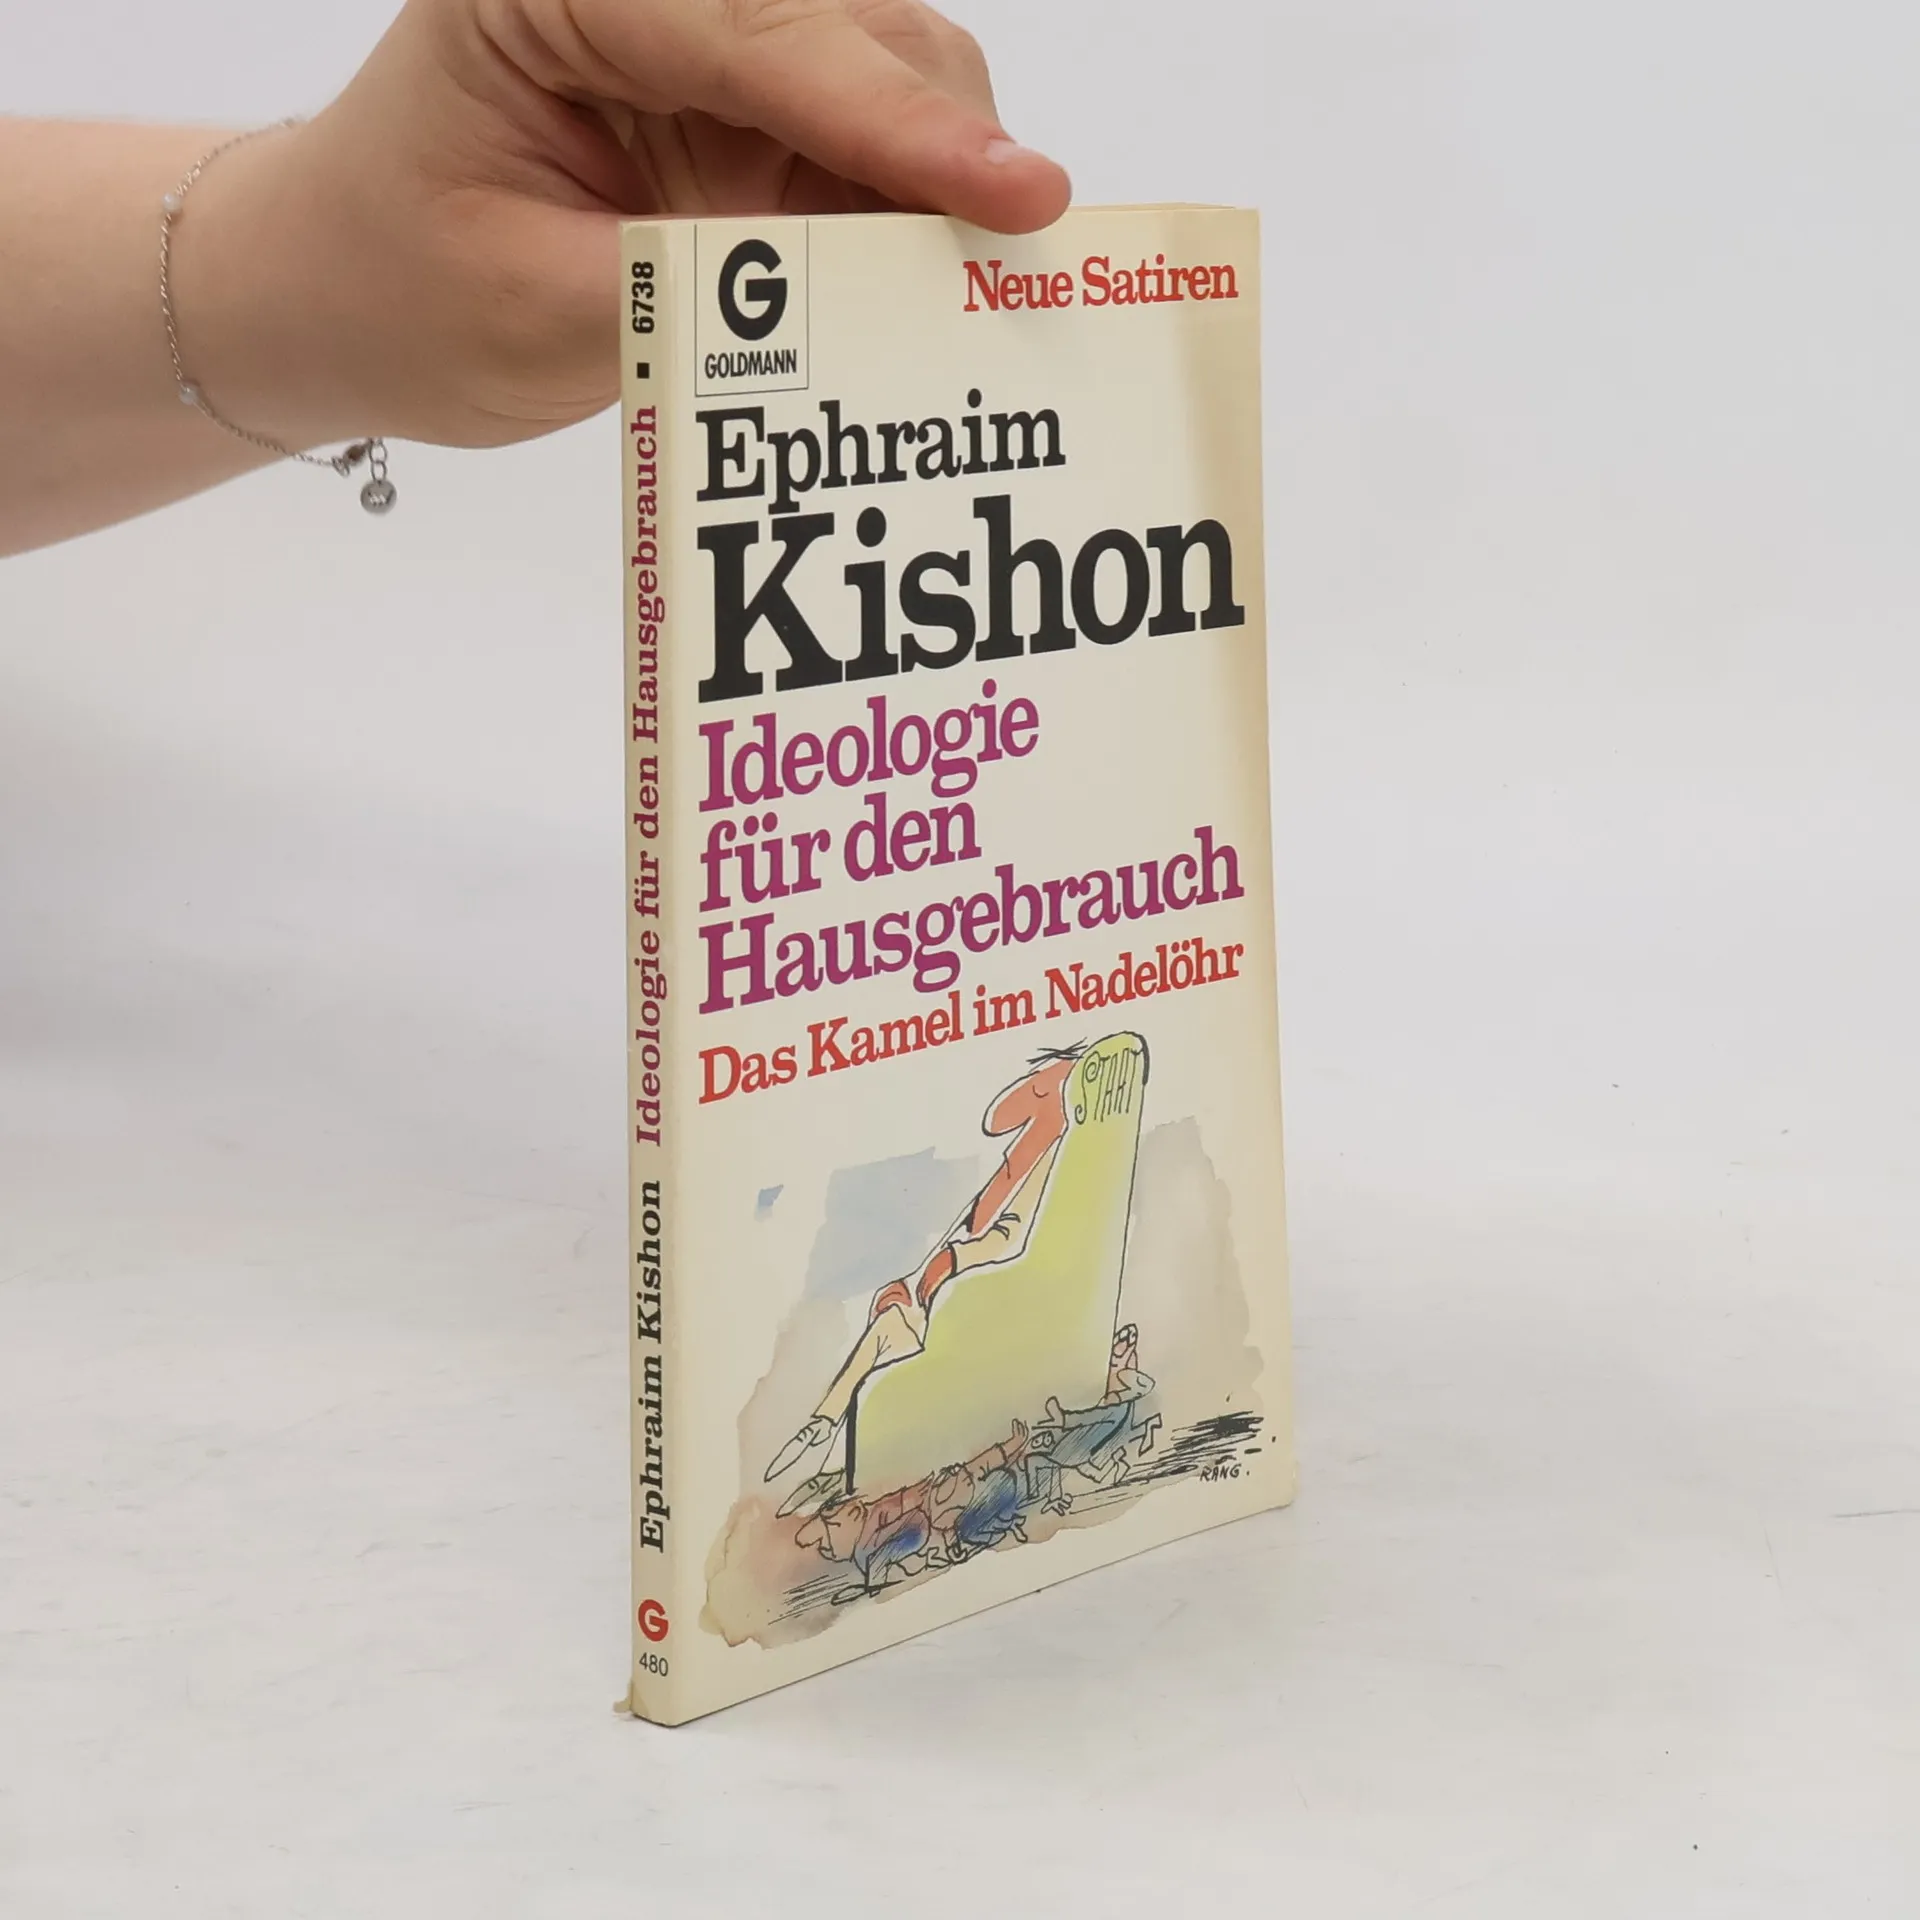 G
GOLDMANN
Neue Satiren
Ephraim
Kishon
Ideologie
für den
Hausgebrauch
Das Kamel im Nadelöhr
START
RANG.
Ephraim Kishon Ideologie für den Hausgebrauch ▪ 6738
G
480